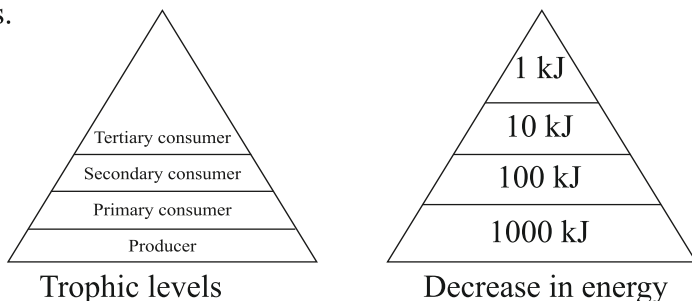 s.
Tertiary consumer
Secondary consumer
Primary consumer
Producer
Trophic levels
1 kJ
10 kJ
100 kJ
1000 kJ
Decrease in energy